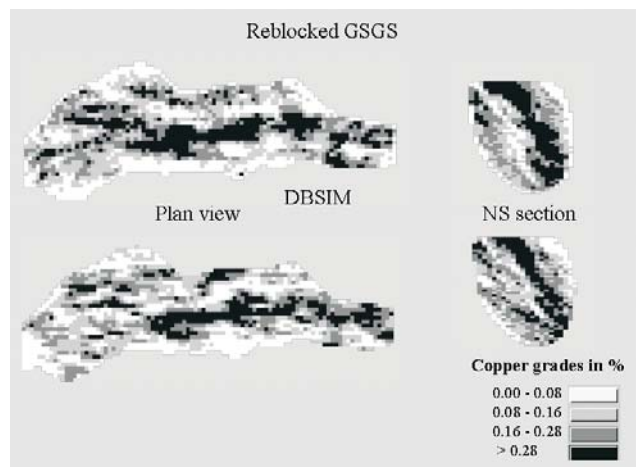 Reblocked GSGS
DBSIM
Plan view
NS section
Copper grades in %
0.00 - 0.08
0.08 - 0.16
0.16 - 0.28
> 0.28